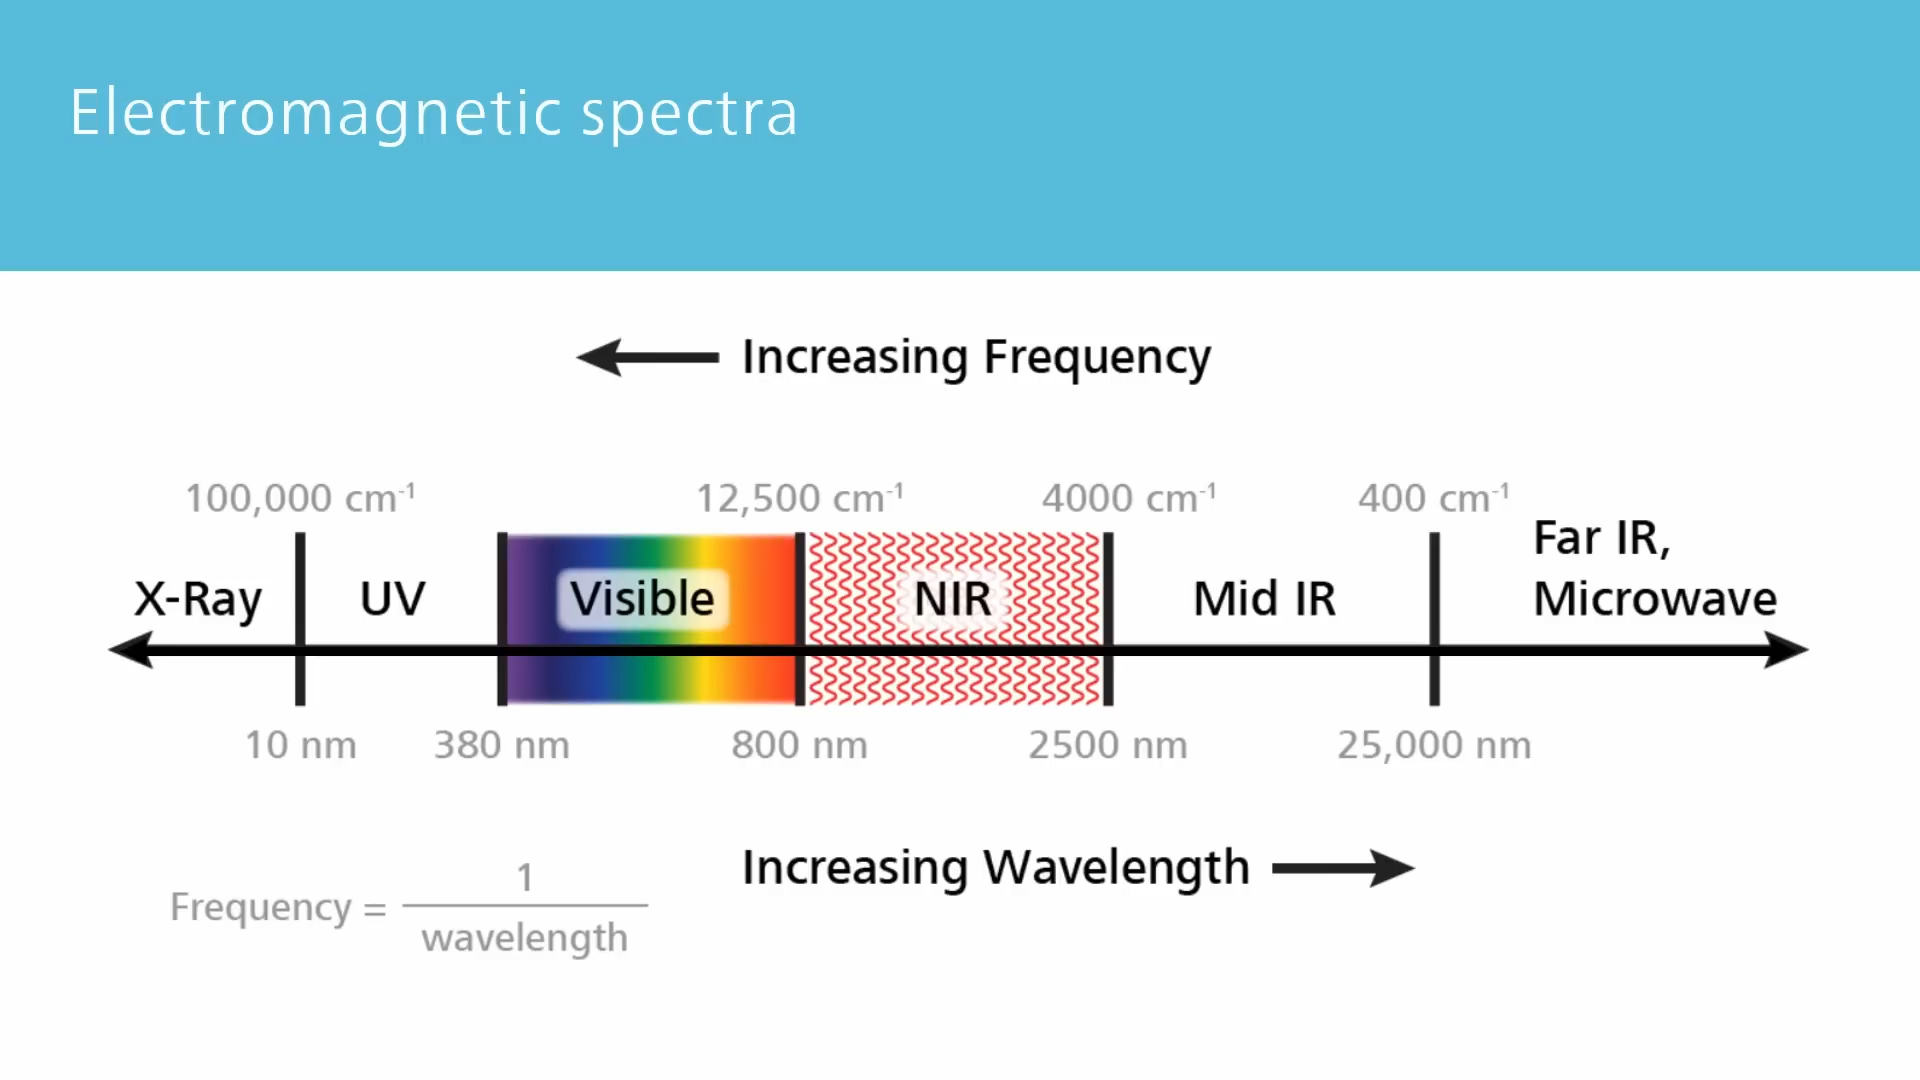 Electromagnetic spectra
Increasing Frequency
100,000 cm⁻¹ 12,500 cm⁻¹ 4000 cm⁻¹ 400 cm⁻¹
X-Ray UV Visible NIR Mid IR Far IR,
Microwave
10 nm 380 nm 800 nm 2500 nm 25,000 nm
Increasing Wavelength
Frequency = 1
wavelength